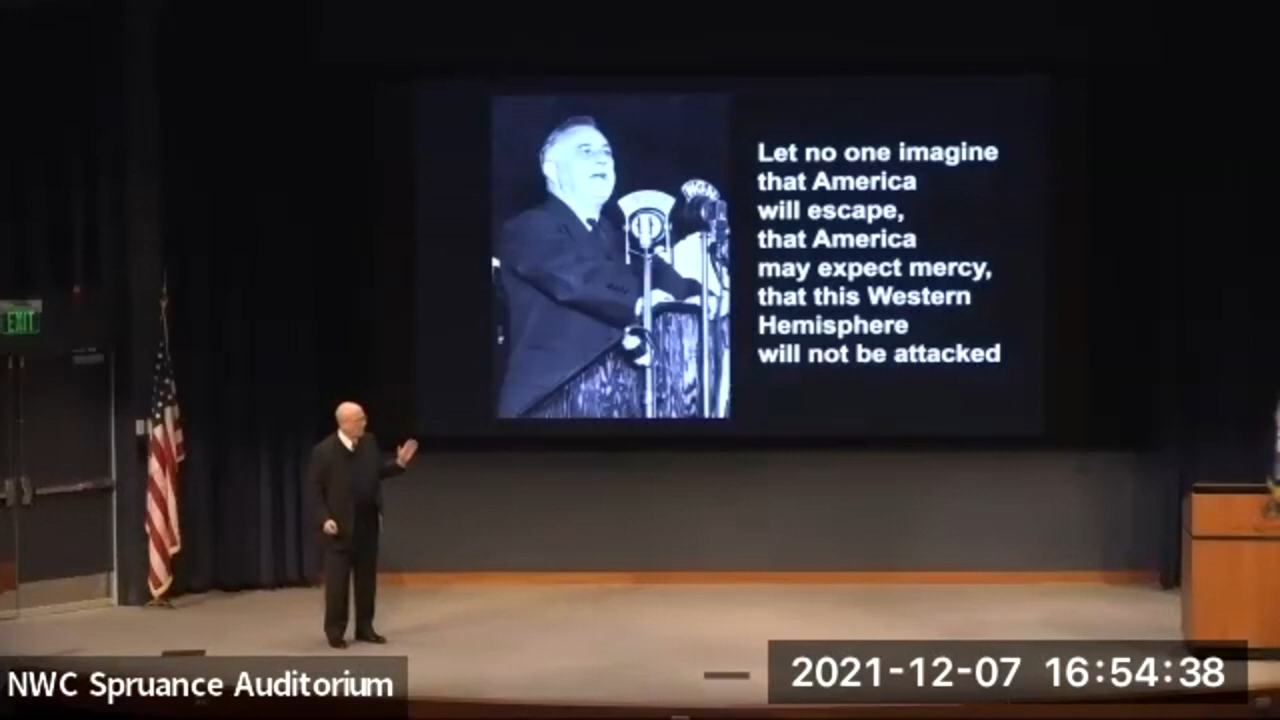 Let no one imagine
that America
will escape,
that America
may expect mercy,
that this Western
Hemisphere
will not be attacked
WGN
EXIT
NWC Spruance Auditorium
2021-12-07 16:54:38